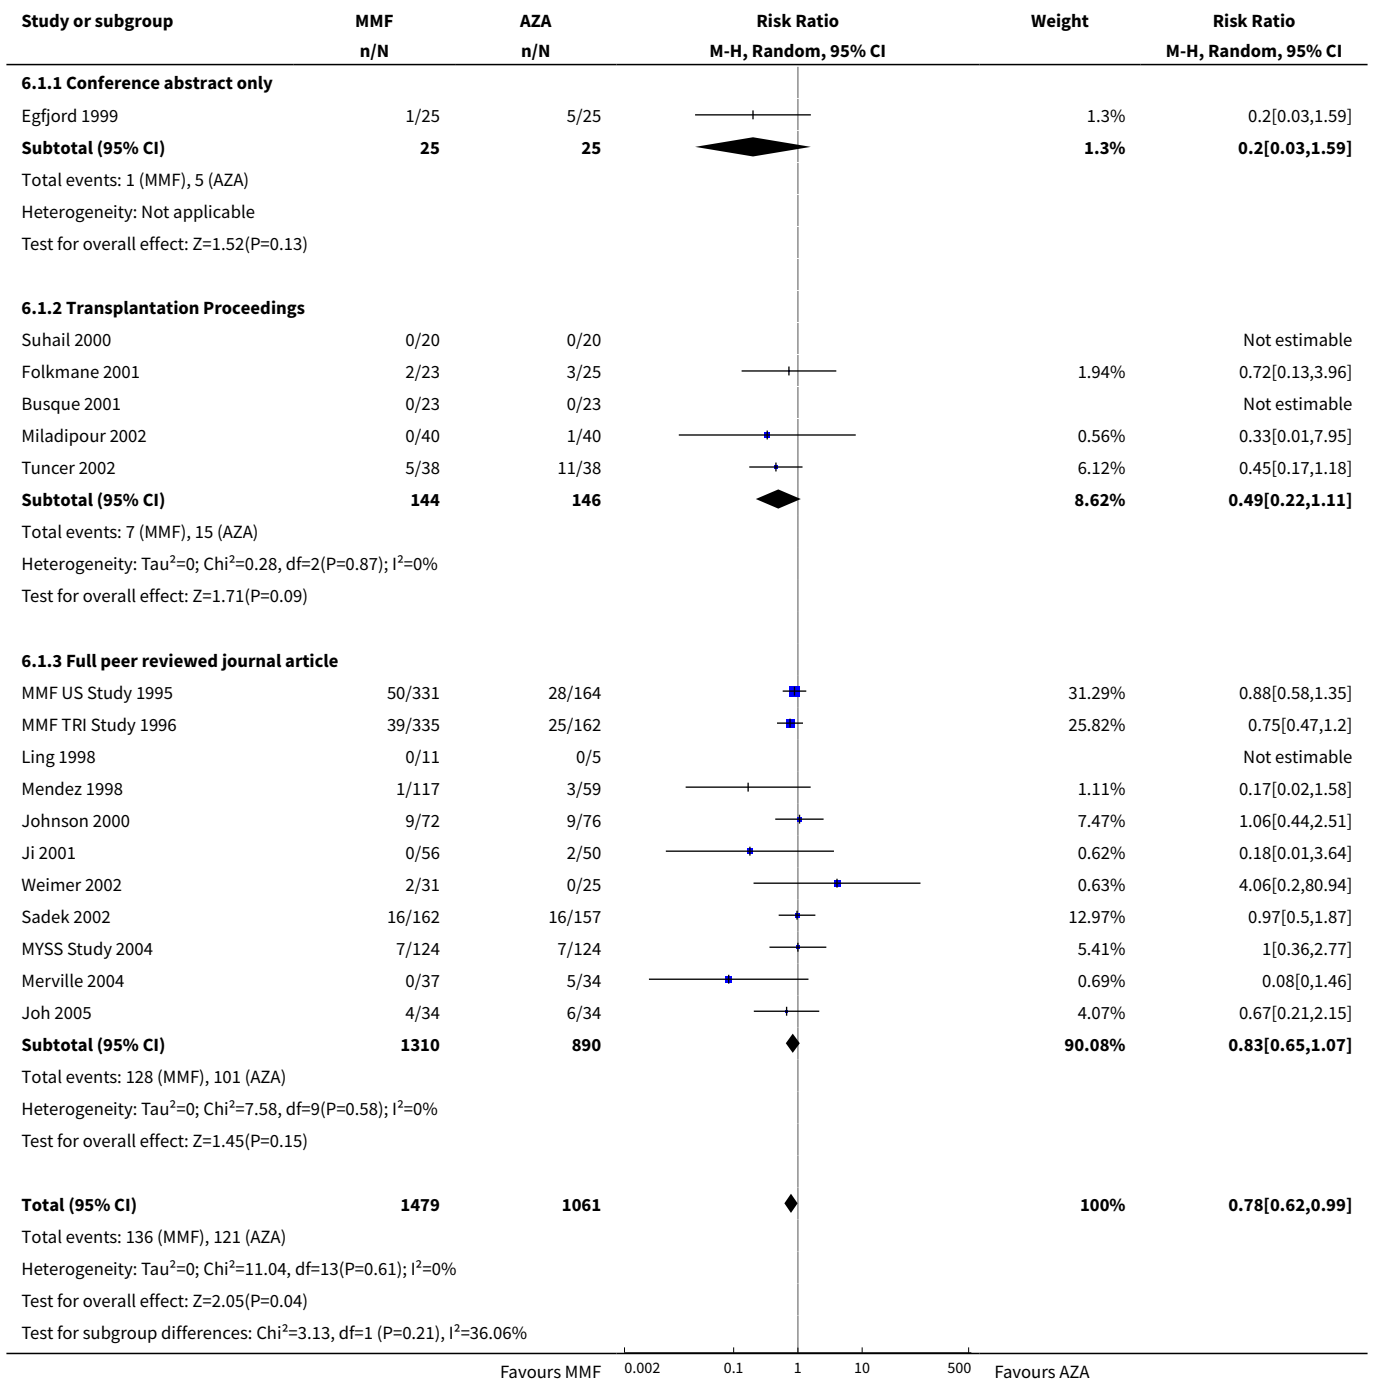 Study or subgroup MMF AZA Risk Ratio Weight Risk Ratio
n/N n/N M-H, Random, 95% CI M-H, Random, 95% CI
6.1.1 Conference abstract only
Egfjord 1999 1/25 5/25 1.3% 0.2[0.03,1.59]
Subtotal (95% CI) 25 25 1.3% 0.2[0.03,1.59]
Total events: 1 (MMF), 5 (AZA)
Heterogeneity: Not applicable
Test for overall effect: Z=1.52(P=0.13)
6.1.2 Transplantation Proceedings
Suhail 2000 0/20 0/20 Not estimable
Folkmane 2001 2/23 3/25 1.94% 0.72[0.13,3.96]
Busque 2001 0/23 0/23 Not estimable
Miladipour 2002 0/40 1/40 0.56% 0.33[0.01,7.95]
Tuncer 2002 5/38 11/38 6.12% 0.45[0.17,1.18]
Subtotal (95% CI) 144 146 8.62% 0.49[0.22,1.11]
Total events: 7 (MMF), 15 (AZA)
Heterogeneity: Tau²=0; Chi²=0.28, df=2(P=0.87); I²=0%
Test for overall effect: Z=1.71(P=0.09)
6.1.3 Full peer reviewed journal article
MMF US Study 1995 50/331 28/164 31.29% 0.88[0.58,1.35]
MMF TRI Study 1996 39/335 25/162 25.82% 0.75[0.47,1.2]
Ling 1998 0/11 0/5 Not estimable
Mendez 1998 1/117 3/59 1.11% 0.17[0.02,1.58]
Johnson 2000 9/72 9/76 7.47% 1.06[0.44,2.51]
Ji 2001 0/56 2/50 0.62% 0.18[0.01,3.64]
Weimer 2002 2/31 0/25 0.63% 4.06[0.2,80.94]
Sadek 2002 16/162 16/157 12.97% 0.97[0.5,1.87]
MYSS Study 2004 7/124 7/124 5.41% 1[0.36,2.77]
Merville 2004 0/37 5/34 0.69% 0.08[0,1.46]
Joh 2005 4/34 6/34 4.07% 0.67[0.21,2.15]
Subtotal (95% CI) 1310 890 90.08% 0.83[0.65,1.07]
Total events: 128 (MMF), 101 (AZA)
Heterogeneity: Tau²=0; Chi²=7.58, df=9(P=0.58); I²=0%
Test for overall effect: Z=1.45(P=0.15)
Total (95% CI) 1479 1061 100% 0.78[0.62,0.99]
Total events: 136 (MMF), 121 (AZA)
Heterogeneity: Tau²=0; Chi²=11.04, df=13(P=0.61); I²=0%
Test for overall effect: Z=2.05(P=0.04)
Test for subgroup differences: Chi²=3.13, df=1 (P=0.21), I²=36.06%
Favours MMF 0.002 0.1 1 10 500 Favours AZA